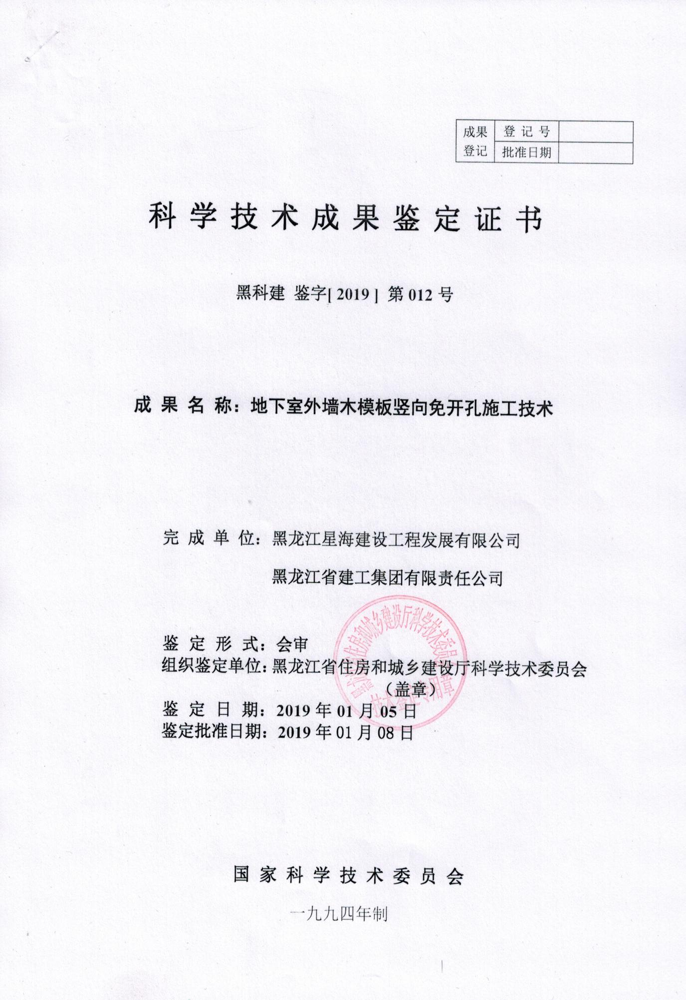 成果 登记号
登记 批准日期
科学技术成果鉴定证书
黑科建 鉴字[ 2019 ] 第 012 号
成果名称：地下室外墙木模板竖向免开孔施工技术
完成单位：黑龙江星海建设工程发展有限公司
黑龙江省建工集团有限责任公司
鉴定形式：会审
组织鉴定单位：黑龙江省住房和城乡建设厅科学技术委员会
（盖章）
鉴定日期：2019 年 01 月 05 日
鉴定批准日期：2019 年 01 月 08 日
黑龙江省住房和城乡建设厅科学技术委员会
技术鉴定专用章
国家科学技术委员会
一九九四年制